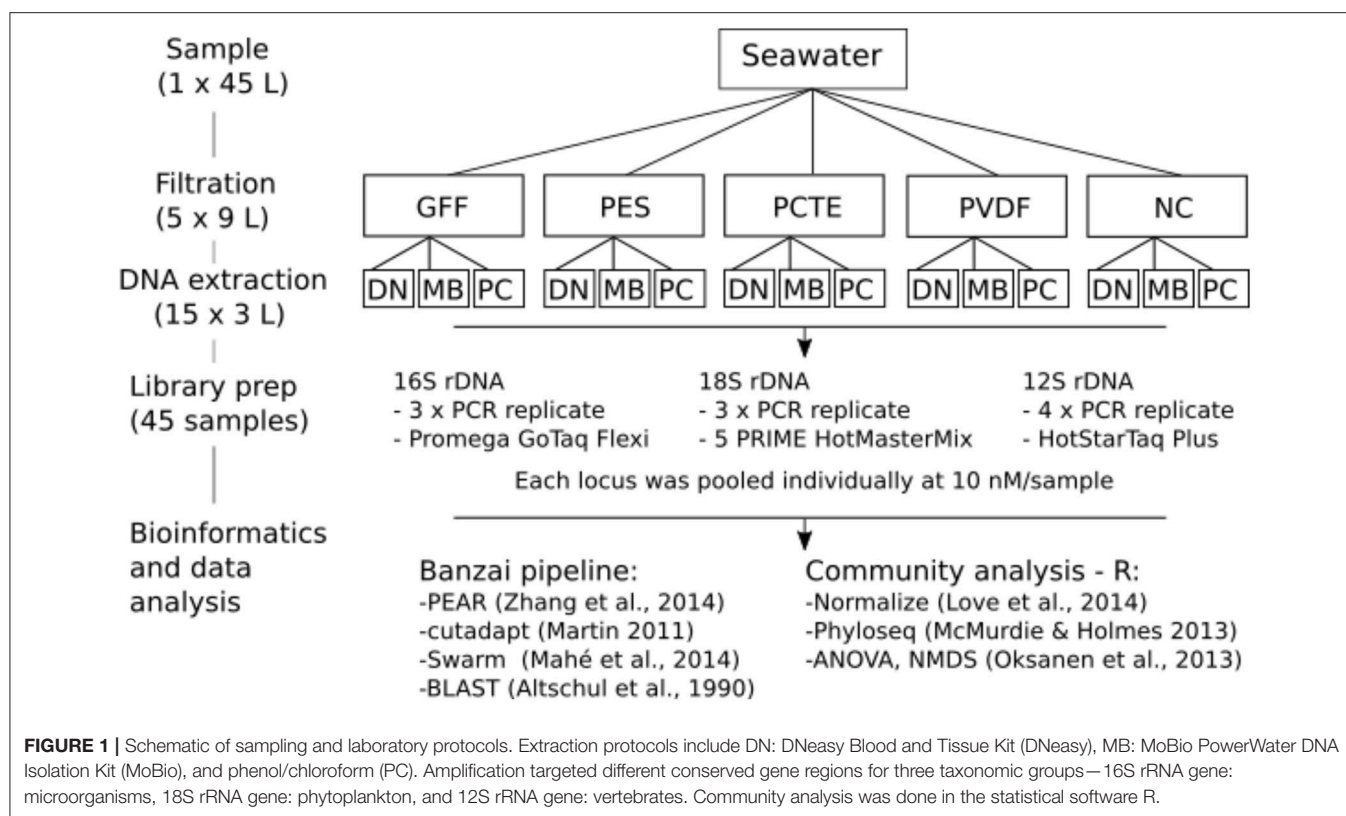 Sample
(1 x 45 L)
Seawater
Filtration
(5 x 9 L)
GFF
PES
PCTE
PVDF
NC
DNA extraction
(15 x 3 L)
DN MB PC
DN MB PC
DN MB PC
DN MB PC
DN MB PC
Library prep
(45 samples)
16S rDNA
- 3 x PCR replicate
- Promega GoTaq Flexi
18S rDNA
- 3 x PCR replicate
- 5 PRIME HotMasterMix
12S rDNA
- 4 x PCR replicate
- HotStarTaq Plus
Each locus was pooled individually at 10 nM/sample
Bioinformatics
and data
analysis
Banzai pipeline:
-PEAR (Zhang et al., 2014)
-cutadapt (Martin 2011)
-Swarm (Mahé et al., 2014)
-BLAST (Altschul et al., 1990)
Community analysis - R:
-Normalize (Love et al., 2014)
-Phyloseq (McMurdie & Holmes 2013)
-ANOVA, NMDS (Oksanen et al., 2013)
FIGURE 1 | Schematic of sampling and laboratory protocols. Extraction protocols include DN: DNeasy Blood and Tissue Kit (DNeasy), MB: MoBio PowerWater DNA
Isolation Kit (MoBio), and phenol/chloroform (PC). Amplification targeted different conserved gene regions for three taxonomic groups—16S rRNA gene:
microorganisms, 18S rRNA gene: phytoplankton, and 12S rRNA gene: vertebrates. Community analysis was done in the statistical software R.